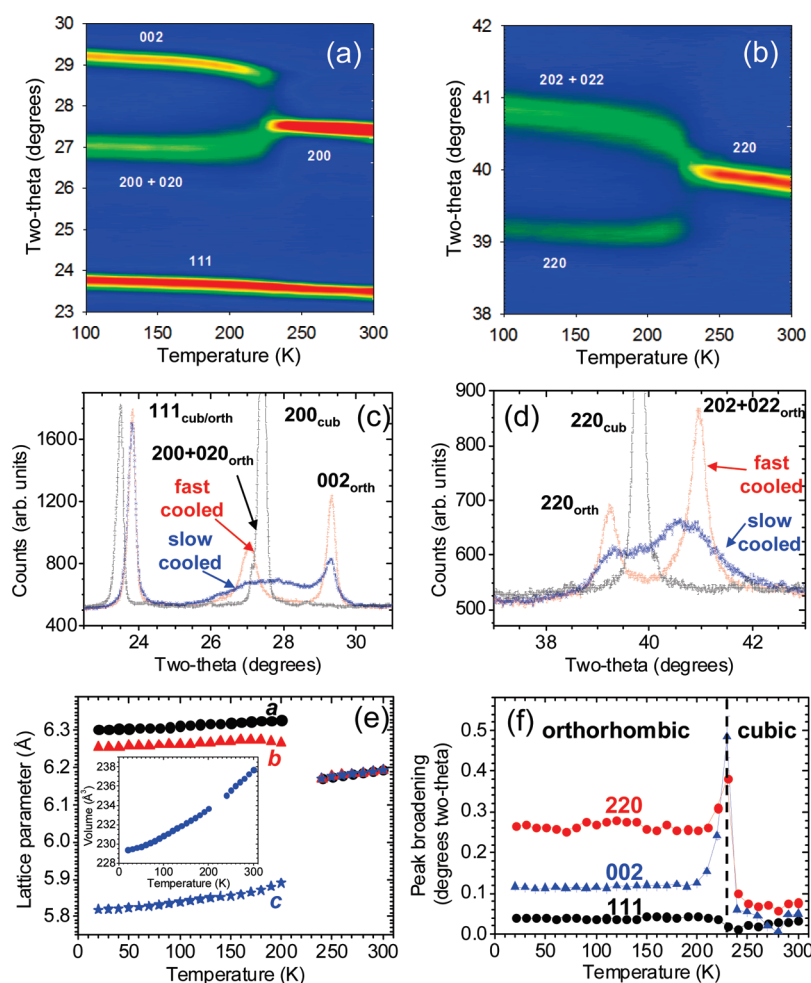 (a)
30
29
28
27
26
25
24
23
Two-theta (degrees)
002
200
200 + 020
111
100 150 200 250 300
Temperature (K)
(b)
42
41
40
39
38
Two-theta (degrees)
202 + 022
220
220
100 150 200 250 300
Temperature (K)
(c)
1600
1200
800
400
Counts (arb. units)
111cub/orth
200cub
200+020orth
002orth
fast
cooled
slow
cooled
24 26 28 30
Two-theta (degrees)
(d)
900
800
700
600
500
Counts (arb. units)
202+022orth
220cub
220orth
fast
cooled
slow
cooled
38 40 42
Two-theta (degrees)
(e)
6.3
6.2
6.1
6.0
5.9
5.8
Lattice parameter (Å)
a
b
c
238
236
234
232
230
228
Volume (Å³)
0 100 200 300
Temperature (K)
0 50 100 150 200 250 300
Temperature (K)
(f)
0.5
0.4
0.3
0.2
0.1
0.0
Peak broadening
(degrees two-theta)
orthorhombic cubic
220
002
111
0 50 100 150 200 250 300
Temperature (K)